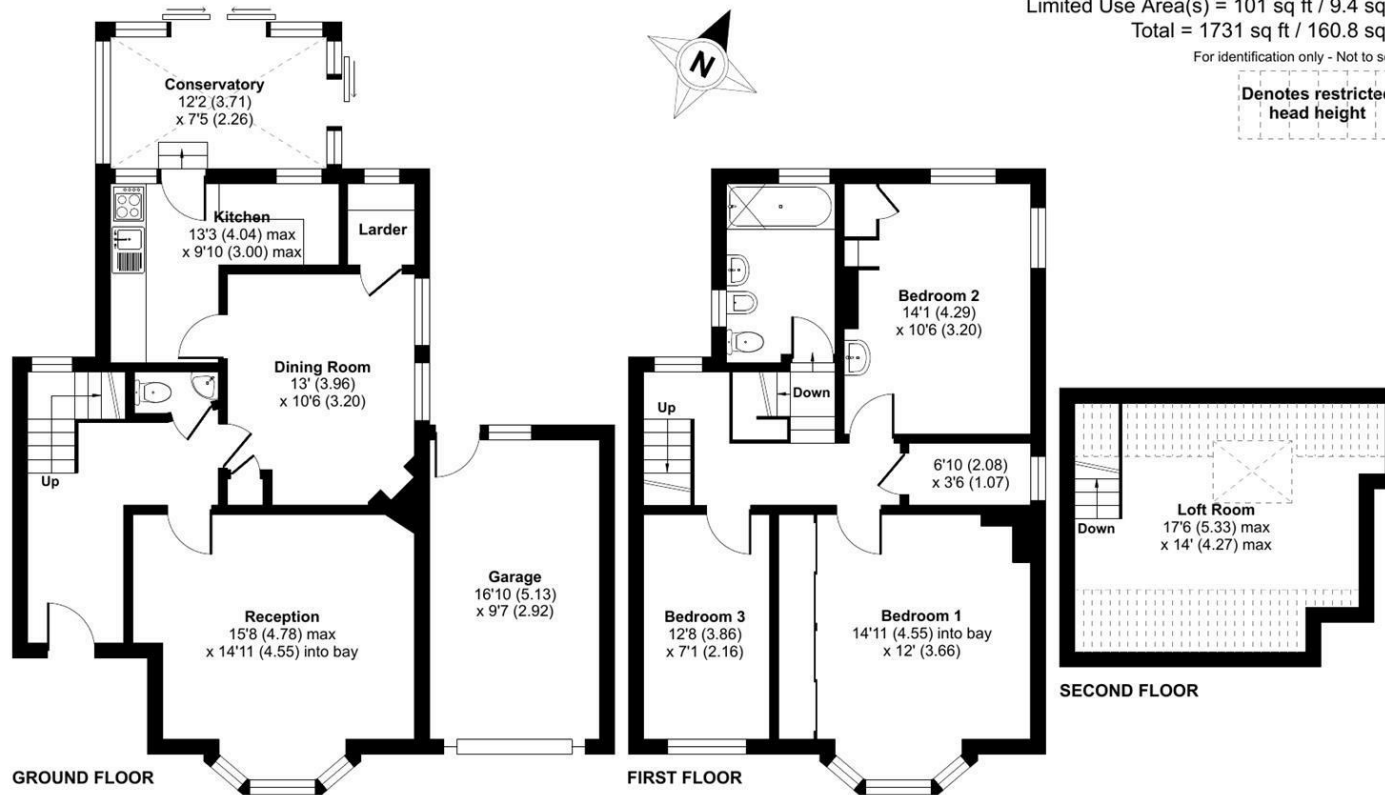 Limited Use Area(s) = 101 sq ft / 9.4 sq
Total = 1731 sq ft / 160.8 sq
For identification only - Not to
Denotes restricted
head height
N
Conservatory
12'2 (3.71)
x 7'5 (2.26)
Kitchen
13'3 (4.04) max
x 9'10 (3.00) max
Larder
Dining Room
13' (3.96)
x 10'6 (3.20)
Up
Reception
15'8 (4.78) max
x 14'11 (4.55) into bay
Garage
16'10 (5.13)
x 9'7 (2.92)
GROUND FLOOR
Bedroom 2
14'1 (4.29)
x 10'6 (3.20)
Up
Down
6'10 (2.08)
x 3'6 (1.07)
Bedroom 3
12'8 (3.86)
x 7'1 (2.16)
Bedroom 1
14'11 (4.55) into bay
x 12' (3.66)
FIRST FLOOR
Down
Loft Room
17'6 (5.33) max
x 14' (4.27) max
SECOND FLOOR